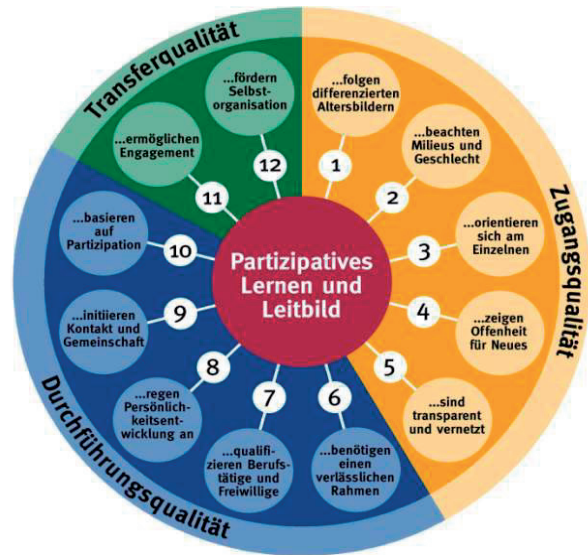 Partizipatives
Lernen und
Leitbild
Zugangsqualität
1
...folgen
differenzierten
Altersbildern
2
...beachten
Milieus und
Geschlecht
3
...orientieren
sich am
Einzelnen
4
...zeigen
Offenheit
für Neues
5
...sind
transparent
und vernetzt
Durchführungsqualität
6
...benötigen
einen
verlässlichen
Rahmen
7
...qualifi-
zieren Berufs-
tätige und
Freiwillige
8
...regen
Persönlich-
keitsent-
wicklung an
9
...initiieren
Kontakt und
Gemeinschaft
10
...basieren
auf
Partizipation
Transferqualität
11
...ermöglichen
Engagement
12
...fördern
Selbst-
organisation